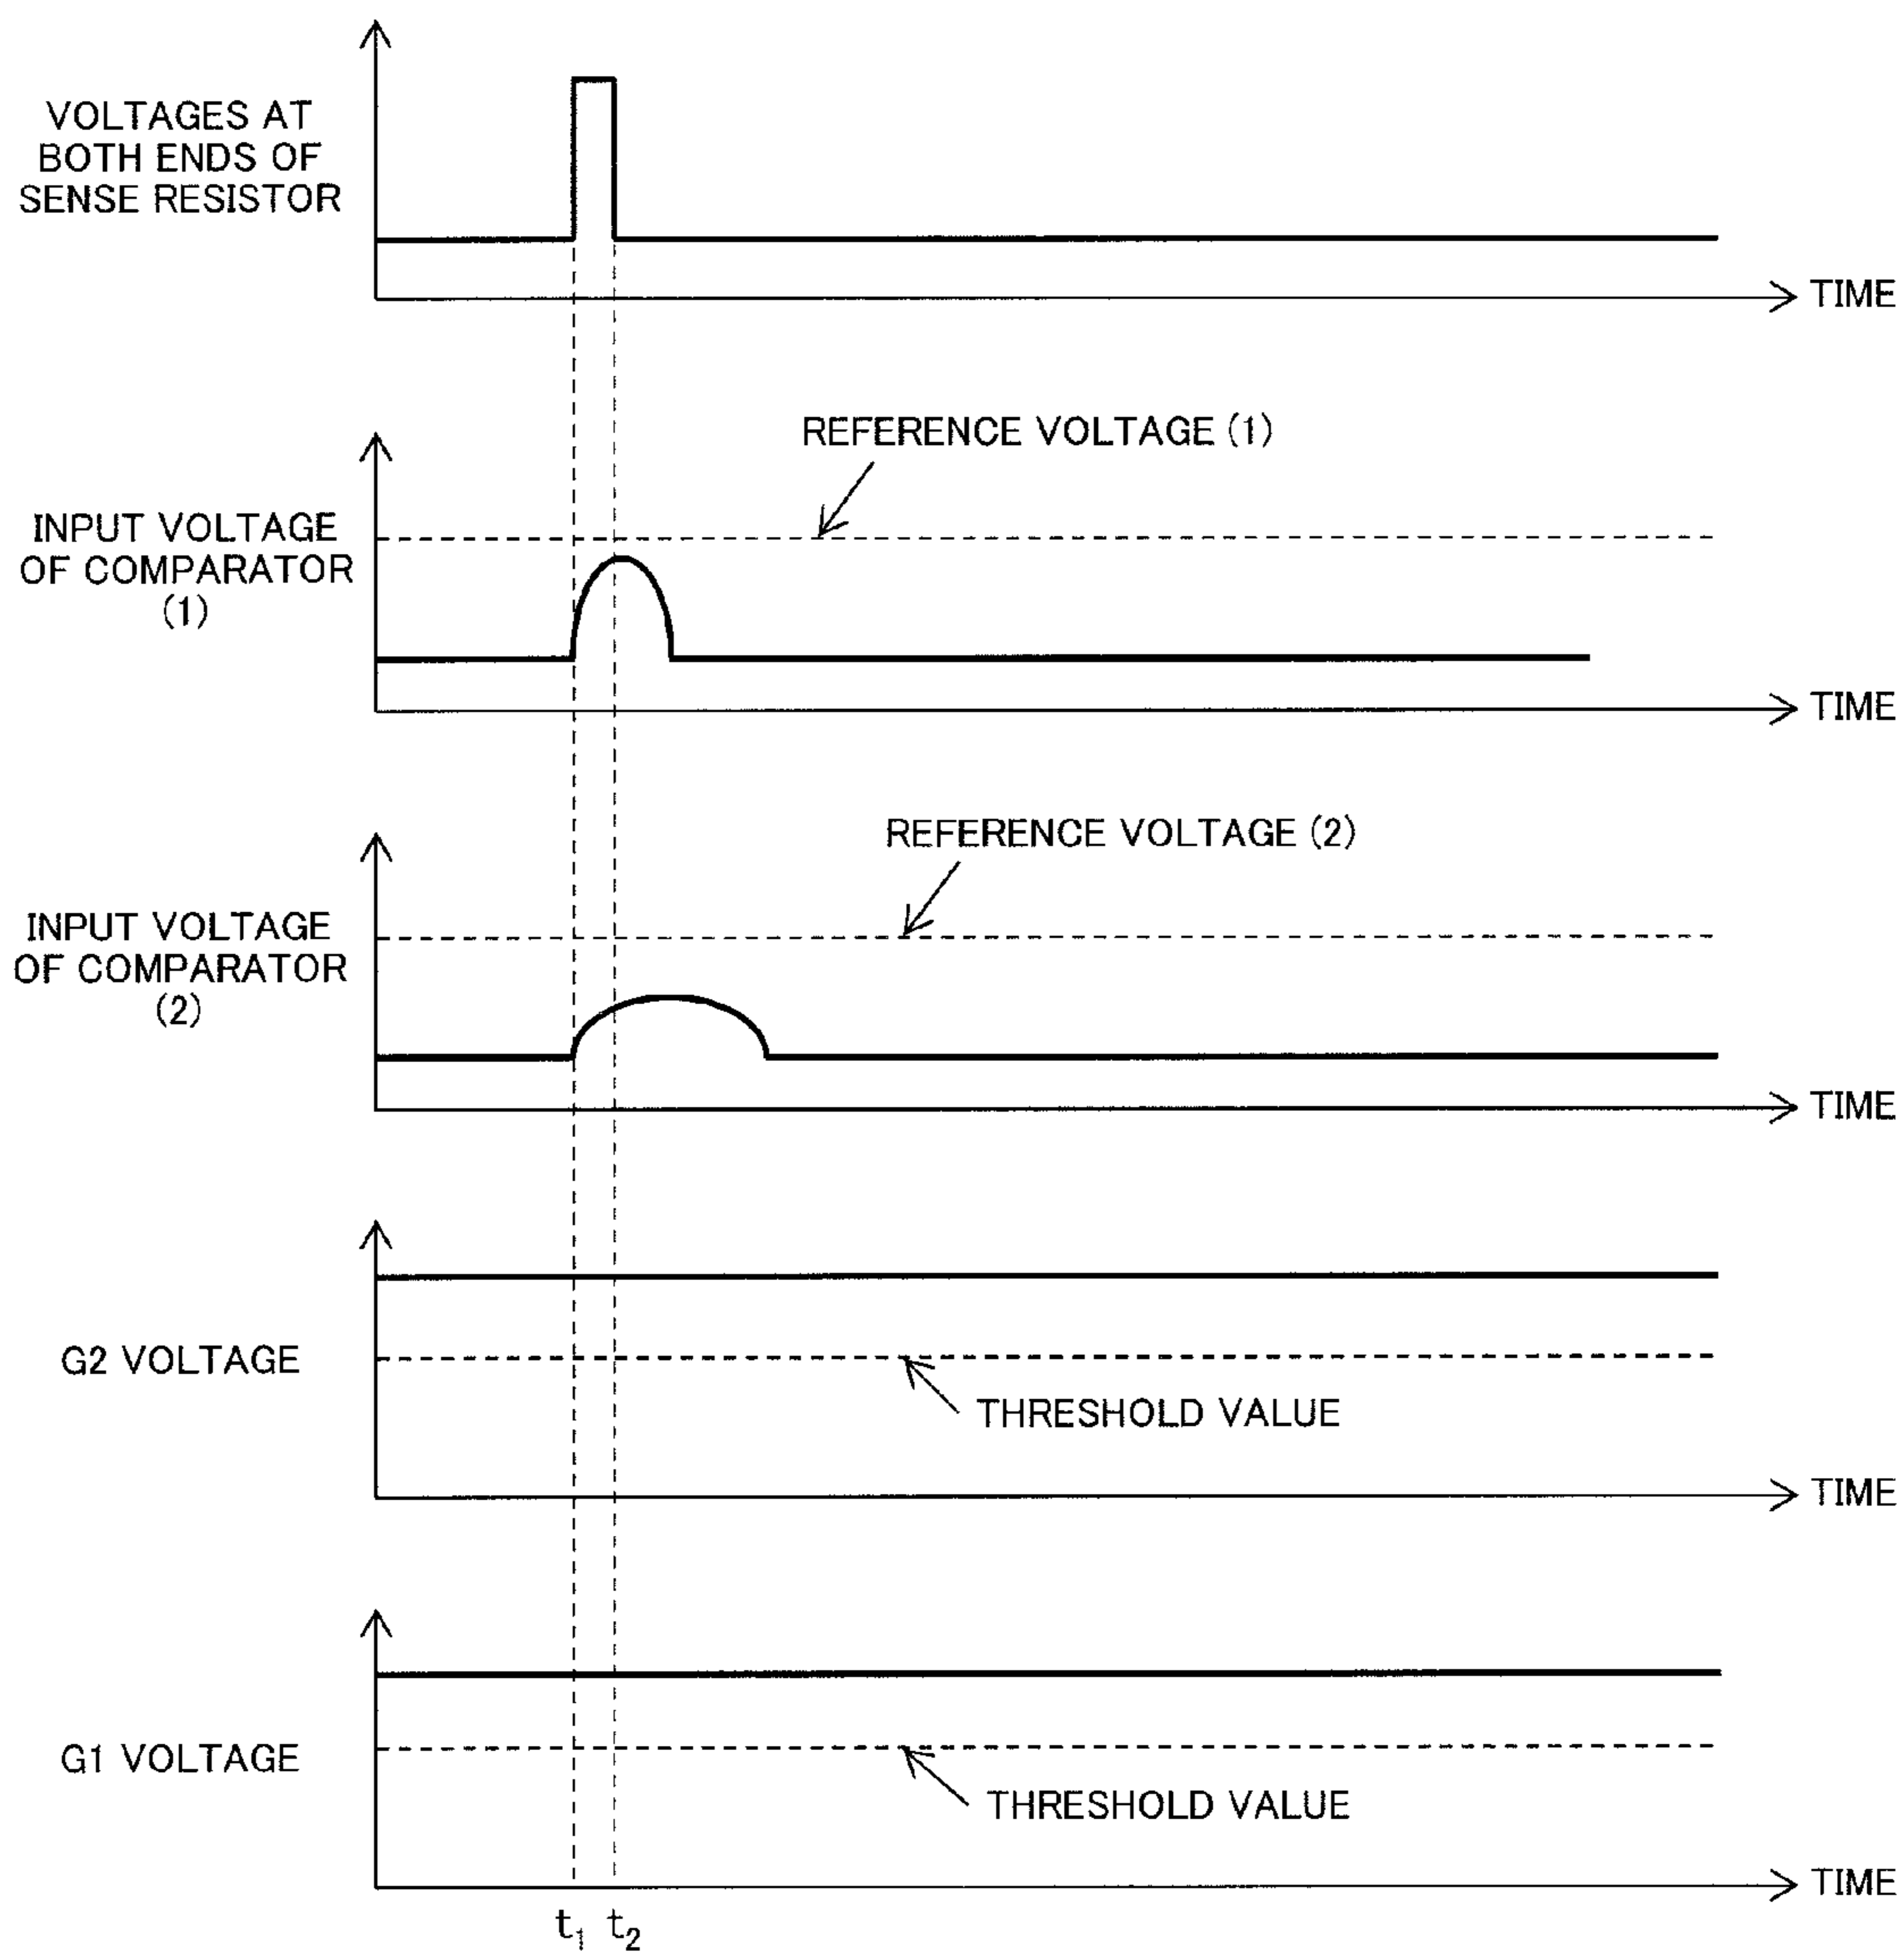 VOLTAGES AT
BOTH ENDS OF
SENSE RESISTOR
TIME
REFERENCE VOLTAGE (1)
INPUT VOLTAGE
OF COMPARATOR
(1)
TIME
REFERENCE VOLTAGE (2)
INPUT VOLTAGE
OF COMPARATOR
(2)
TIME
G2 VOLTAGE
THRESHOLD VALUE
TIME
G1 VOLTAGE
THRESHOLD VALUE
TIME
t₁ t₂